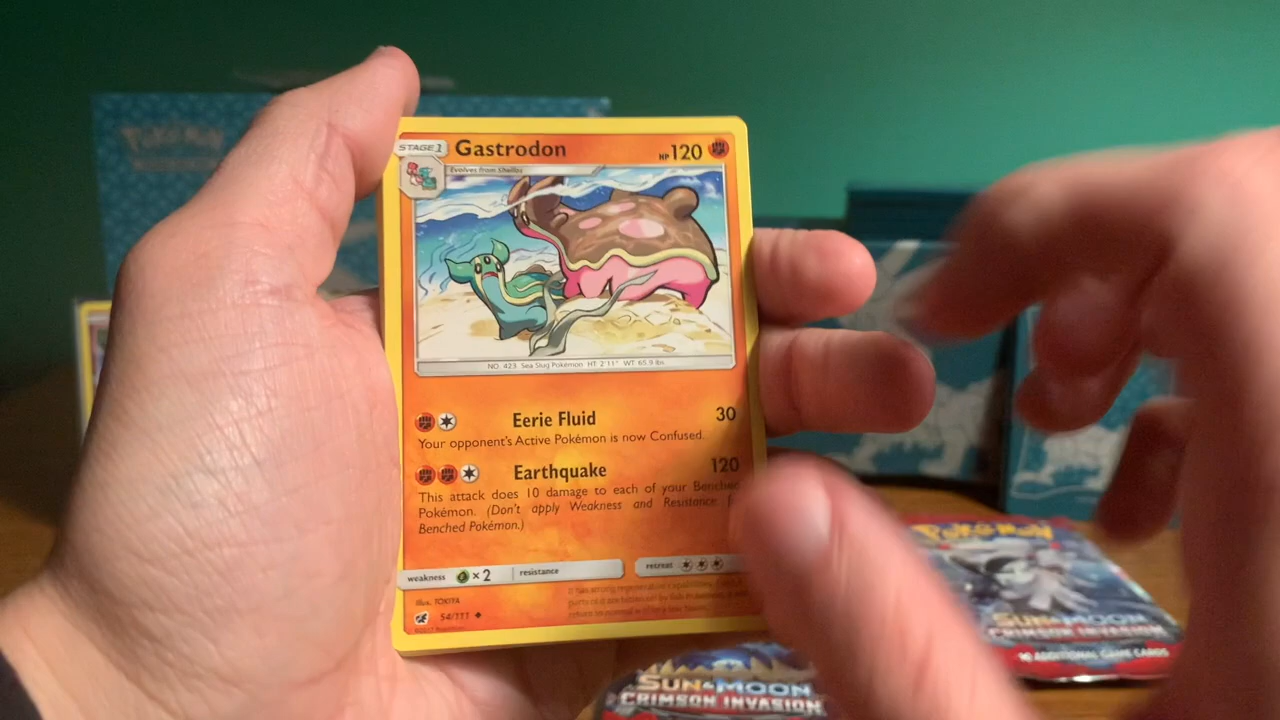 POKÉMON
STAGE 1 Gastrodon HP 120
Evolves from Shellos
NO. 423 Sea Slug Pokémon HT 2'11" WT 65.9 lbs.
Eerie Fluid 30
Your opponent's Active Pokémon is now Confused.
Earthquake 120
This attack does 10 damage to each of your Benched
Pokémon. (Don't apply Weakness and Resistance
Benched Pokémon.)
weakness × 2 resistance retreat
Illus. TOKIYA
54/111
POKÉMON
SUN & MOON
CRIMSON INVASION
10 ADDITIONAL GAME CARDS
SUN & MOON
CRIMSON INVASION